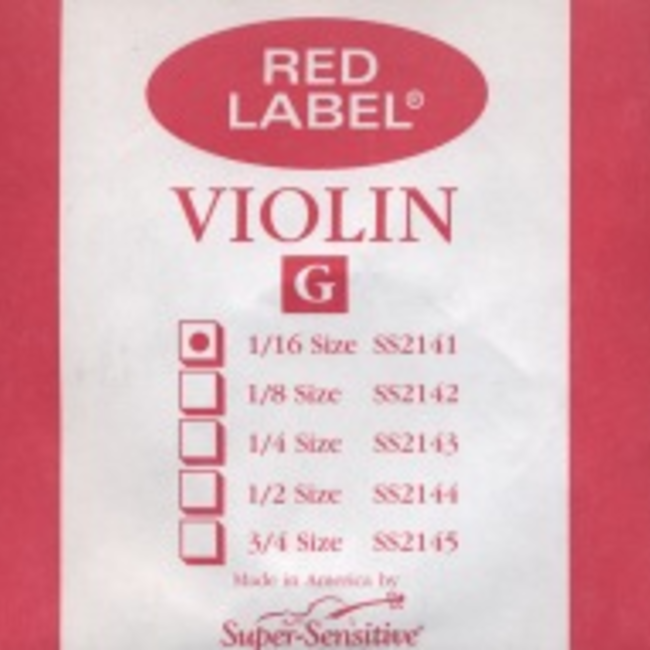 RED
LABEL®
VIOLIN
G
1/16 Size SS2141
1/8 Size SS2142
1/4 Size SS2143
1/2 Size SS2144
3/4 Size SS2145
Made in America by
Super-Sensitive